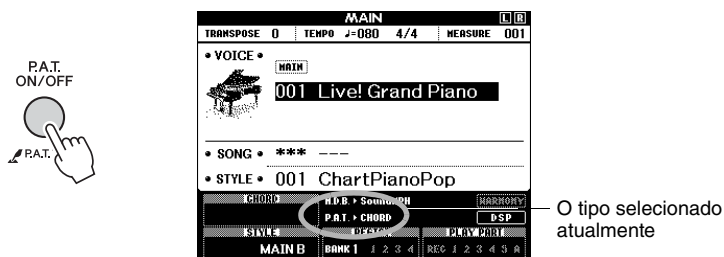 P.A.T.
ON/OFF
P.A.T.
MAIN
L R
TRANSPOSE 0 TEMPO ♩=080 4/4 MEASURE 001
• VOICE •
MAIN
001 Live! Grand Piano
• SONG • *** ---
• STYLE • 001 ChartPianoPop
CHORD
P.A.T. ▸ CHORD
HARMONY
DSP
STYLE
PLAY PART
MAIN B BANK 1 1 2 3 4 REC 1 2 3 4 5 A
O tipo selecionado
atualmente